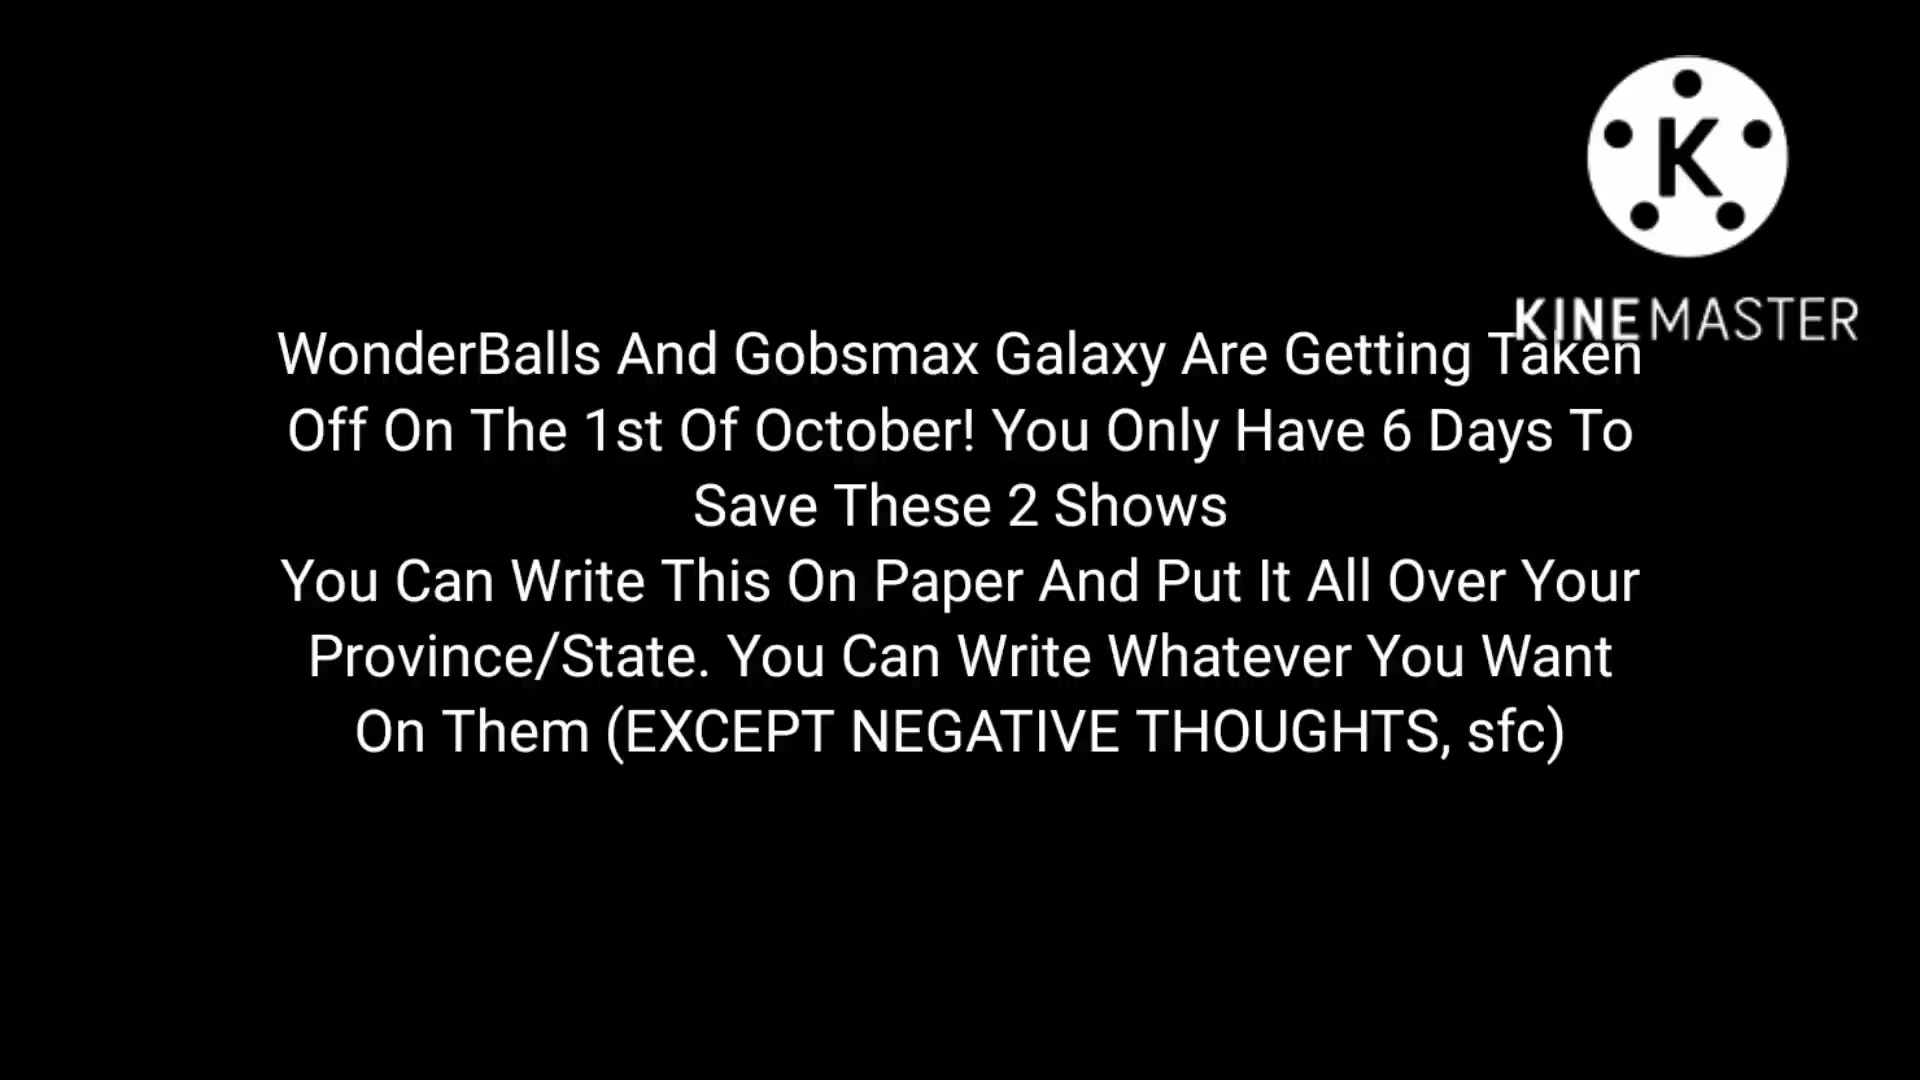 K
KINEMASTER
WonderBalls And Gobsmax Galaxy Are Getting Taken
Off On The 1st Of October! You Only Have 6 Days To
Save These 2 Shows
You Can Write This On Paper And Put It All Over Your
Province/State. You Can Write Whatever You Want
On Them (EXCEPT NEGATIVE THOUGHTS, sfc)